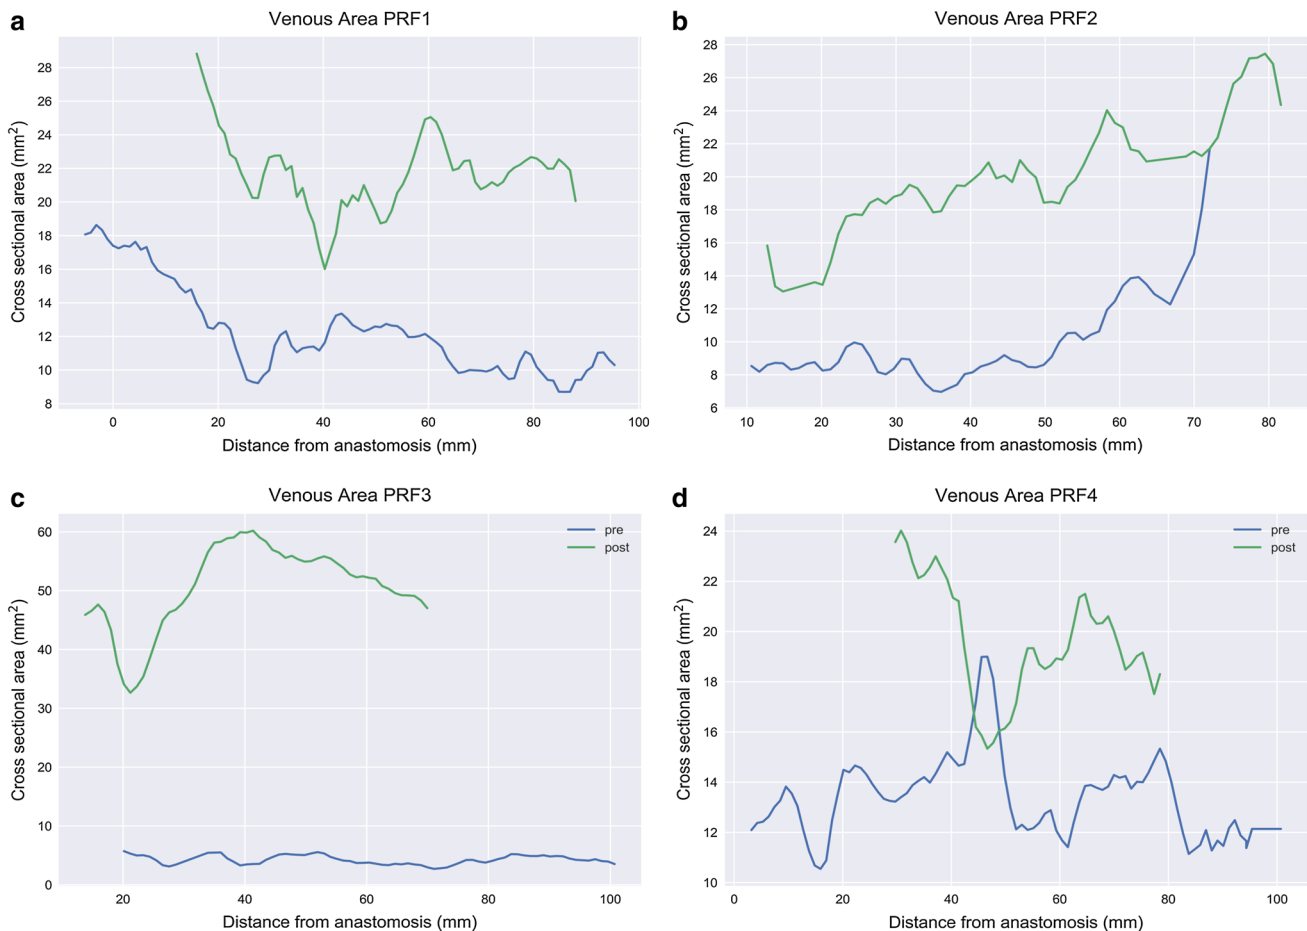 a
Venous Area PRF1
Cross sectional area (mm²)
28
26
24
22
20
18
16
14
12
10
8
0 20 40 60 80 100
Distance from anastomosis (mm)
b
Venous Area PRF2
Cross sectional area (mm²)
28
26
24
22
20
18
16
14
12
10
8
6
10 20 30 40 50 60 70 80
Distance from anastomosis (mm)
c
Venous Area PRF3
pre
post
Cross sectional area (mm²)
60
50
40
30
20
10
0
20 40 60 80 100
Distance from anastomosis (mm)
d
Venous Area PRF4
pre
post
Cross sectional area (mm²)
24
22
20
18
16
14
12
10
0 20 40 60 80 100
Distance from anastomosis (mm)